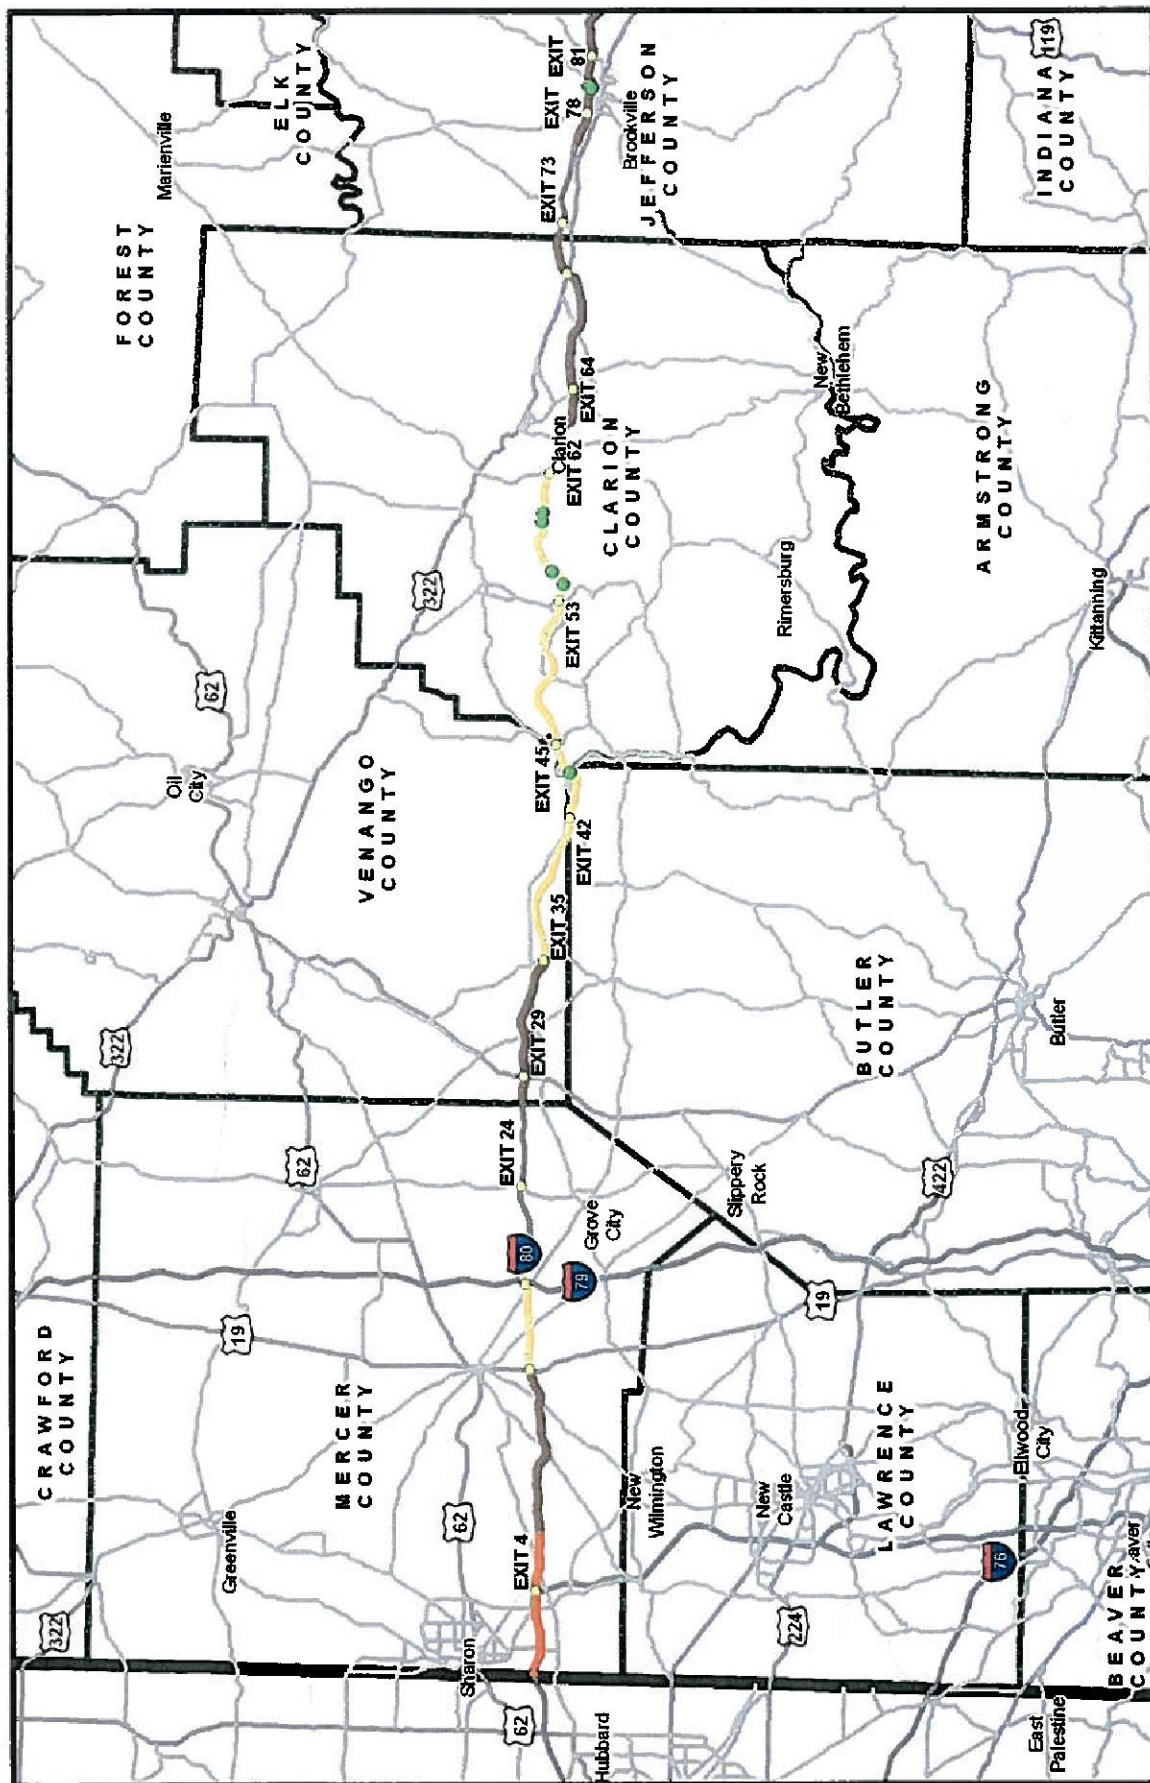 322
CRAWFORD
COUNTY
322
FOREST
COUNTY
Marienville
Greenville
19
62
Oil
City
62
ELK
COUNTY
MERCER
COUNTY
VENANGO
COUNTY
322
62
Sharon
62
EXIT 4
80
EXIT 24
EXIT 29
EXIT 35
EXIT 42
EXIT 45
EXIT 53
EXIT 62
Clarion
EXIT 64
EXIT 73
EXIT
78
EXIT
81
Hubbard
79
Grove
City
CLARION
COUNTY
Brookville
JEFFERSON
COUNTY
New
Wilmington
Slippery
Rock
Rimersburg
New
Bethlehem
224
New
Castle
19
LAWRENCE
COUNTY
BUTLER
COUNTY
422
ARMSTRONG
COUNTY
76
Ellwood
City
Butler
Kittanning
INDIANA
COUNTY
119
East
Palestine
BEAVER
COUNTY